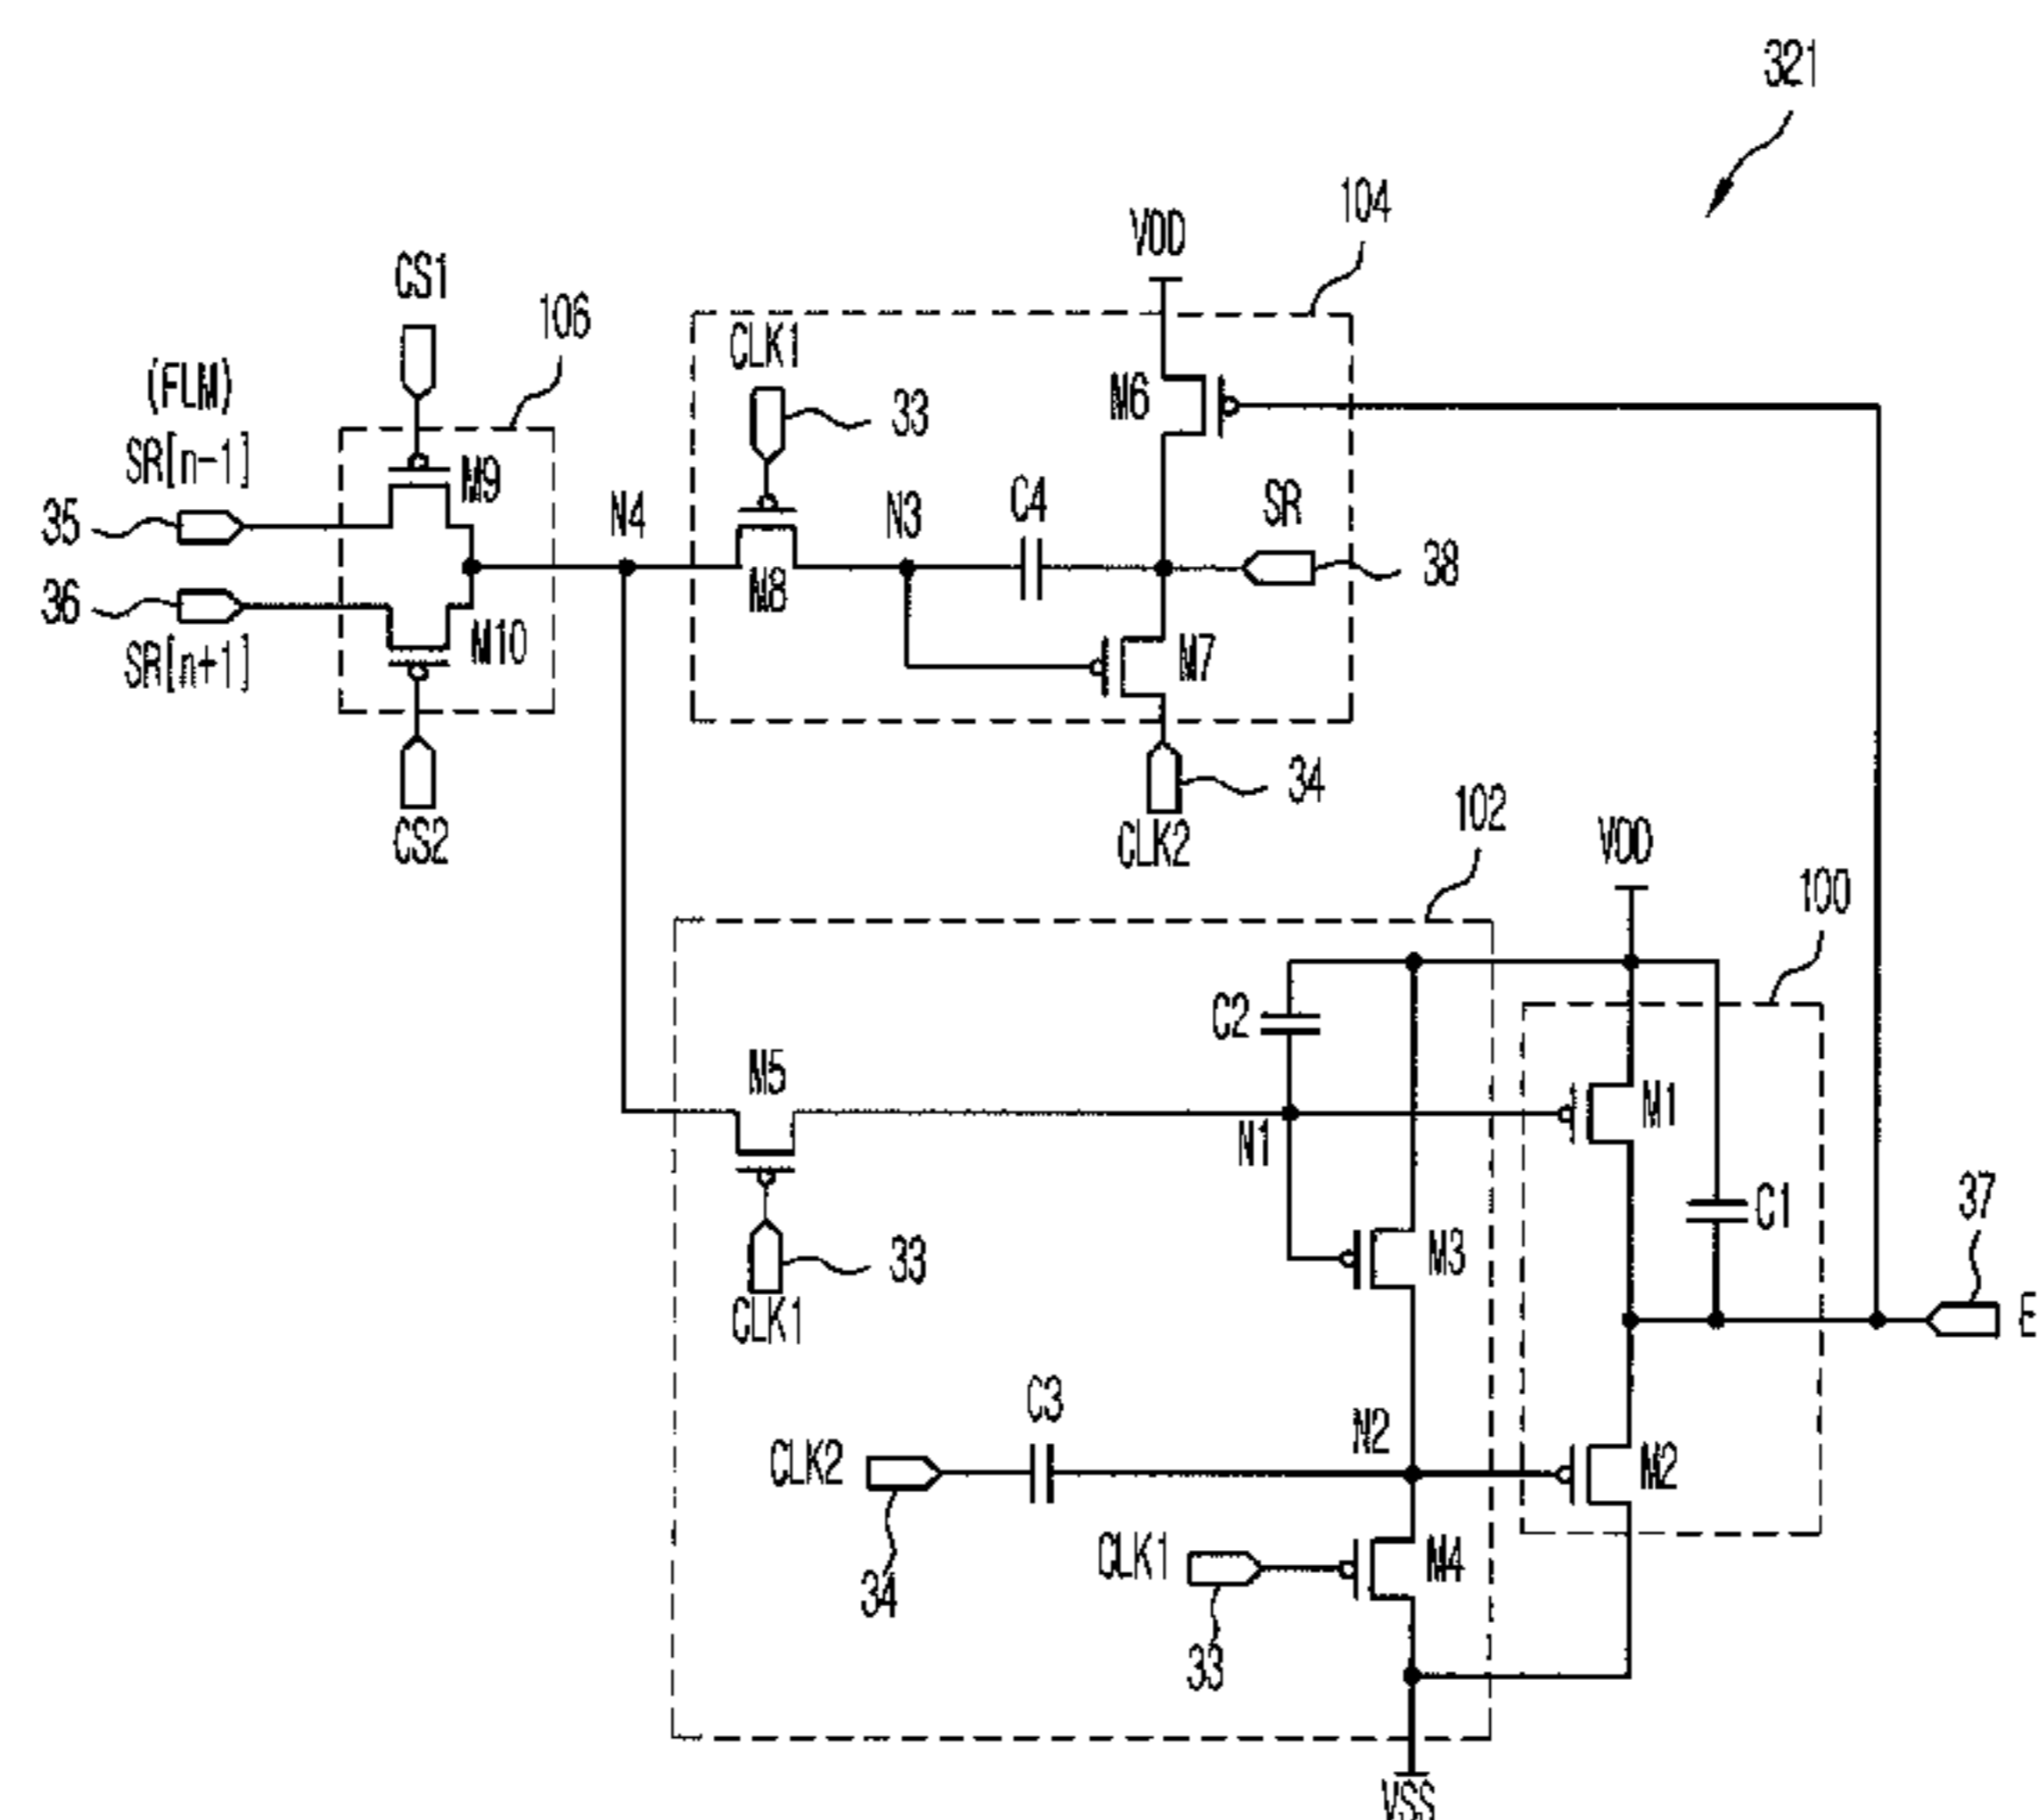 321
104
VDD
CS1
106
CLK1
(FLM)
M6
33
SR[n-1]
M9
35
N4
N3
C4
SR
38
36
M8
M10
SR[n+1]
M7
34
CS2
CLK2
102
VDD
100
C2
M5
M1
N1
37
C1
M3
33
CLK1
E
C3
N2
CLK2
M2
CLK1
M4
34
33
VSS